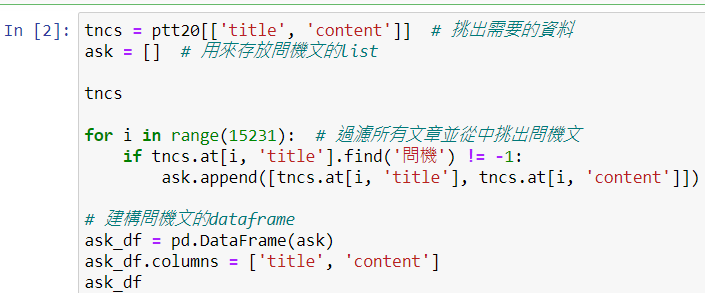 In [2]: tncs = ptt20[['title', 'content']]  # 挑出需要的資料
ask = []  # 用來存放問機文的list

tncs

for i in range(15231):  # 過濾所有文章並從中挑出問機文
    if tncs.at[i, 'title'].find('問機') != -1:
        ask.append([tncs.at[i, 'title'], tncs.at[i, 'content']])

# 建構問機文的dataframe
ask_df = pd.DataFrame(ask)
ask_df.columns = ['title', 'content']
ask_df